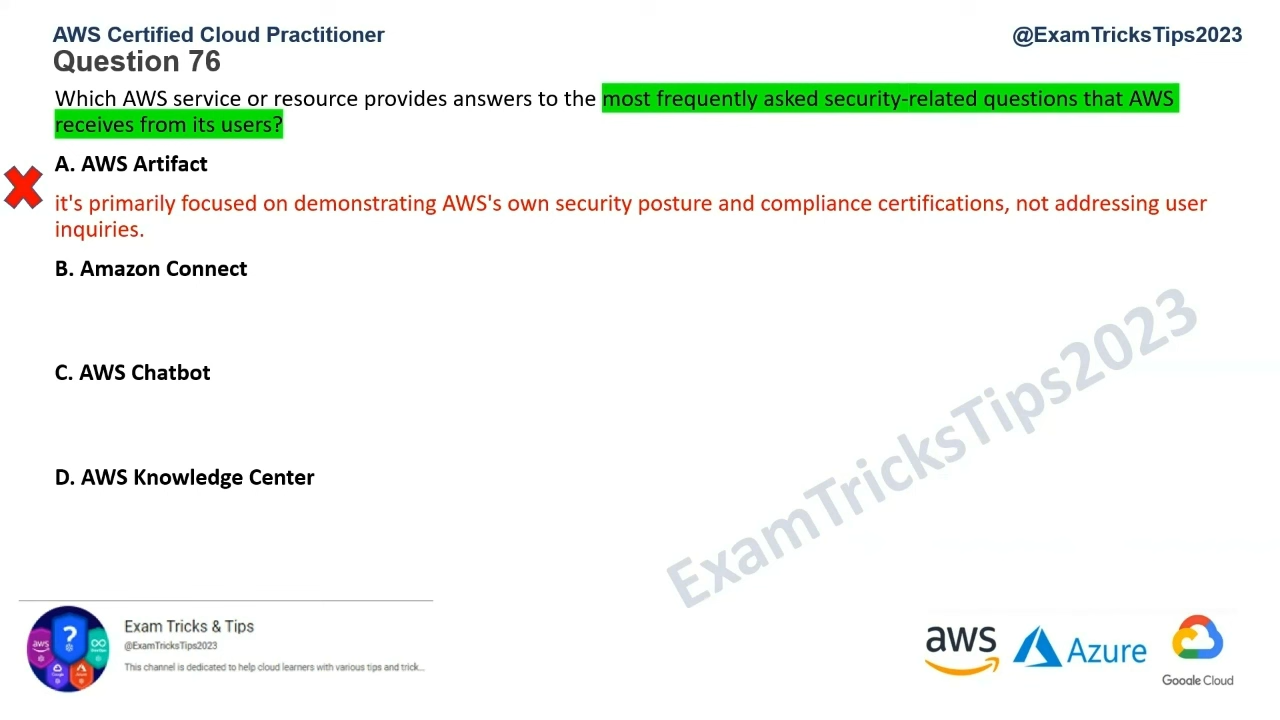 AWS Certified Cloud Practitioner
@ExamTricksTips2023
Question 76
Which AWS service or resource provides answers to the most frequently asked security-related questions that AWS
receives from its users?
A. AWS Artifact
it's primarily focused on demonstrating AWS's own security posture and compliance certifications, not addressing user
inquiries.
B. Amazon Connect
C. AWS Chatbot
D. AWS Knowledge Center
ExamTricksTips2023
Exam Tricks & Tips
@ExamTricksTips2023
This channel is dedicated to help cloud learners with various tips and trick...
aws
?
aws
Azure
Google Cloud